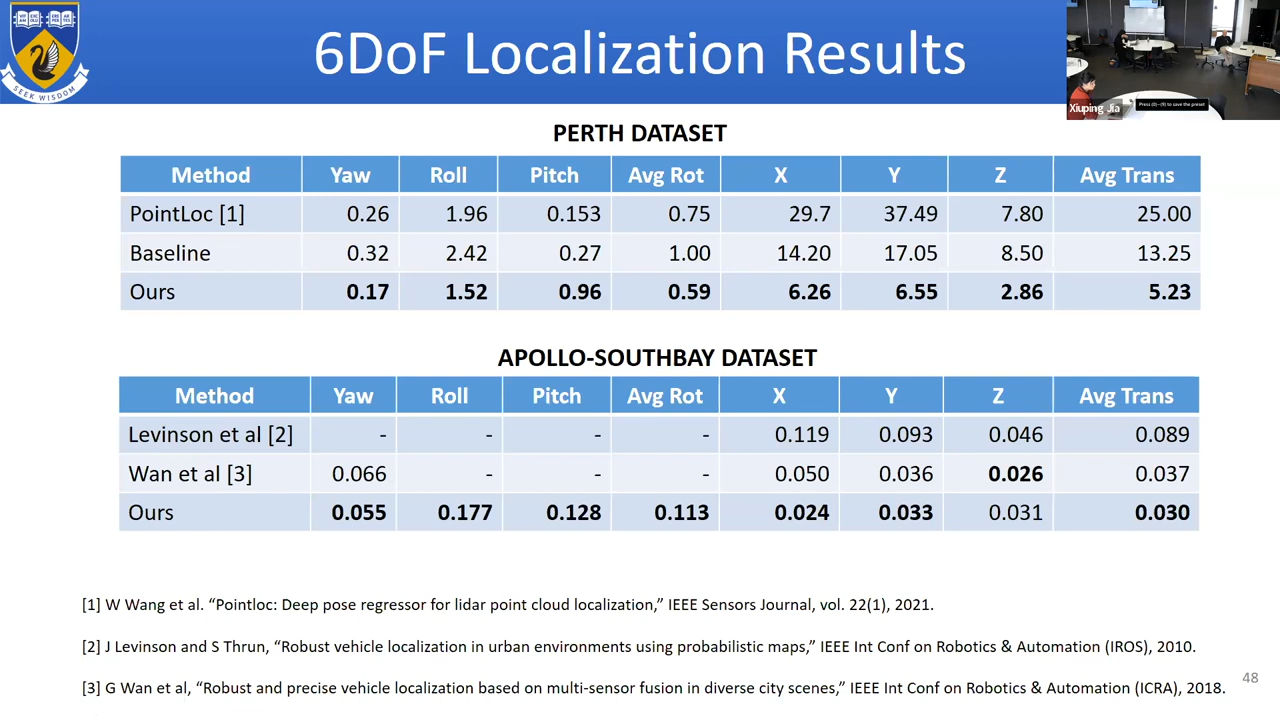 6DoF Localization Results
SEEK WISDOM
Xiuping Jia
Press (0)~(9) to save the preset
PERTH DATASET
Method Yaw Roll Pitch Avg Rot X Y Z Avg Trans
PointLoc [1] 0.26 1.96 0.153 0.75 29.7 37.49 7.80 25.00
Baseline 0.32 2.42 0.27 1.00 14.20 17.05 8.50 13.25
Ours 0.17 1.52 0.96 0.59 6.26 6.55 2.86 5.23
APOLLO-SOUTHBAY DATASET
Method Yaw Roll Pitch Avg Rot X Y Z Avg Trans
Levinson et al [2] - - - - 0.119 0.093 0.046 0.089
Wan et al [3] 0.066 - - - 0.050 0.036 0.026 0.037
Ours 0.055 0.177 0.128 0.113 0.024 0.033 0.031 0.030
[1] W Wang et al. “Pointloc: Deep pose regressor for lidar point cloud localization,” IEEE Sensors Journal, vol. 22(1), 2021.
[2] J Levinson and S Thrun, “Robust vehicle localization in urban environments using probabilistic maps,” IEEE Int Conf on Robotics & Automation (IROS), 2010.
[3] G Wan et al, “Robust and precise vehicle localization based on multi-sensor fusion in diverse city scenes,” IEEE Int Conf on Robotics & Automation (ICRA), 2018.
48